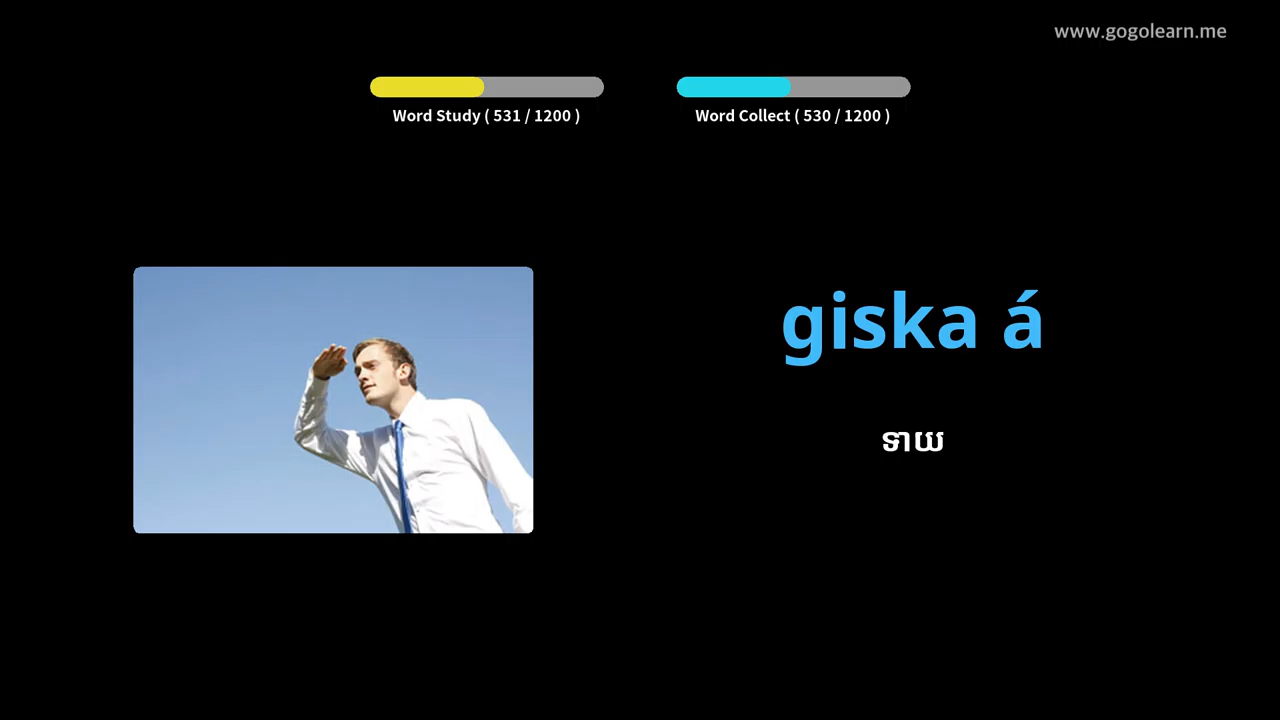 www.gogolearn.me
Word Study ( 531 / 1200 )
Word Collect ( 530 / 1200 )
giska á
ទាយ